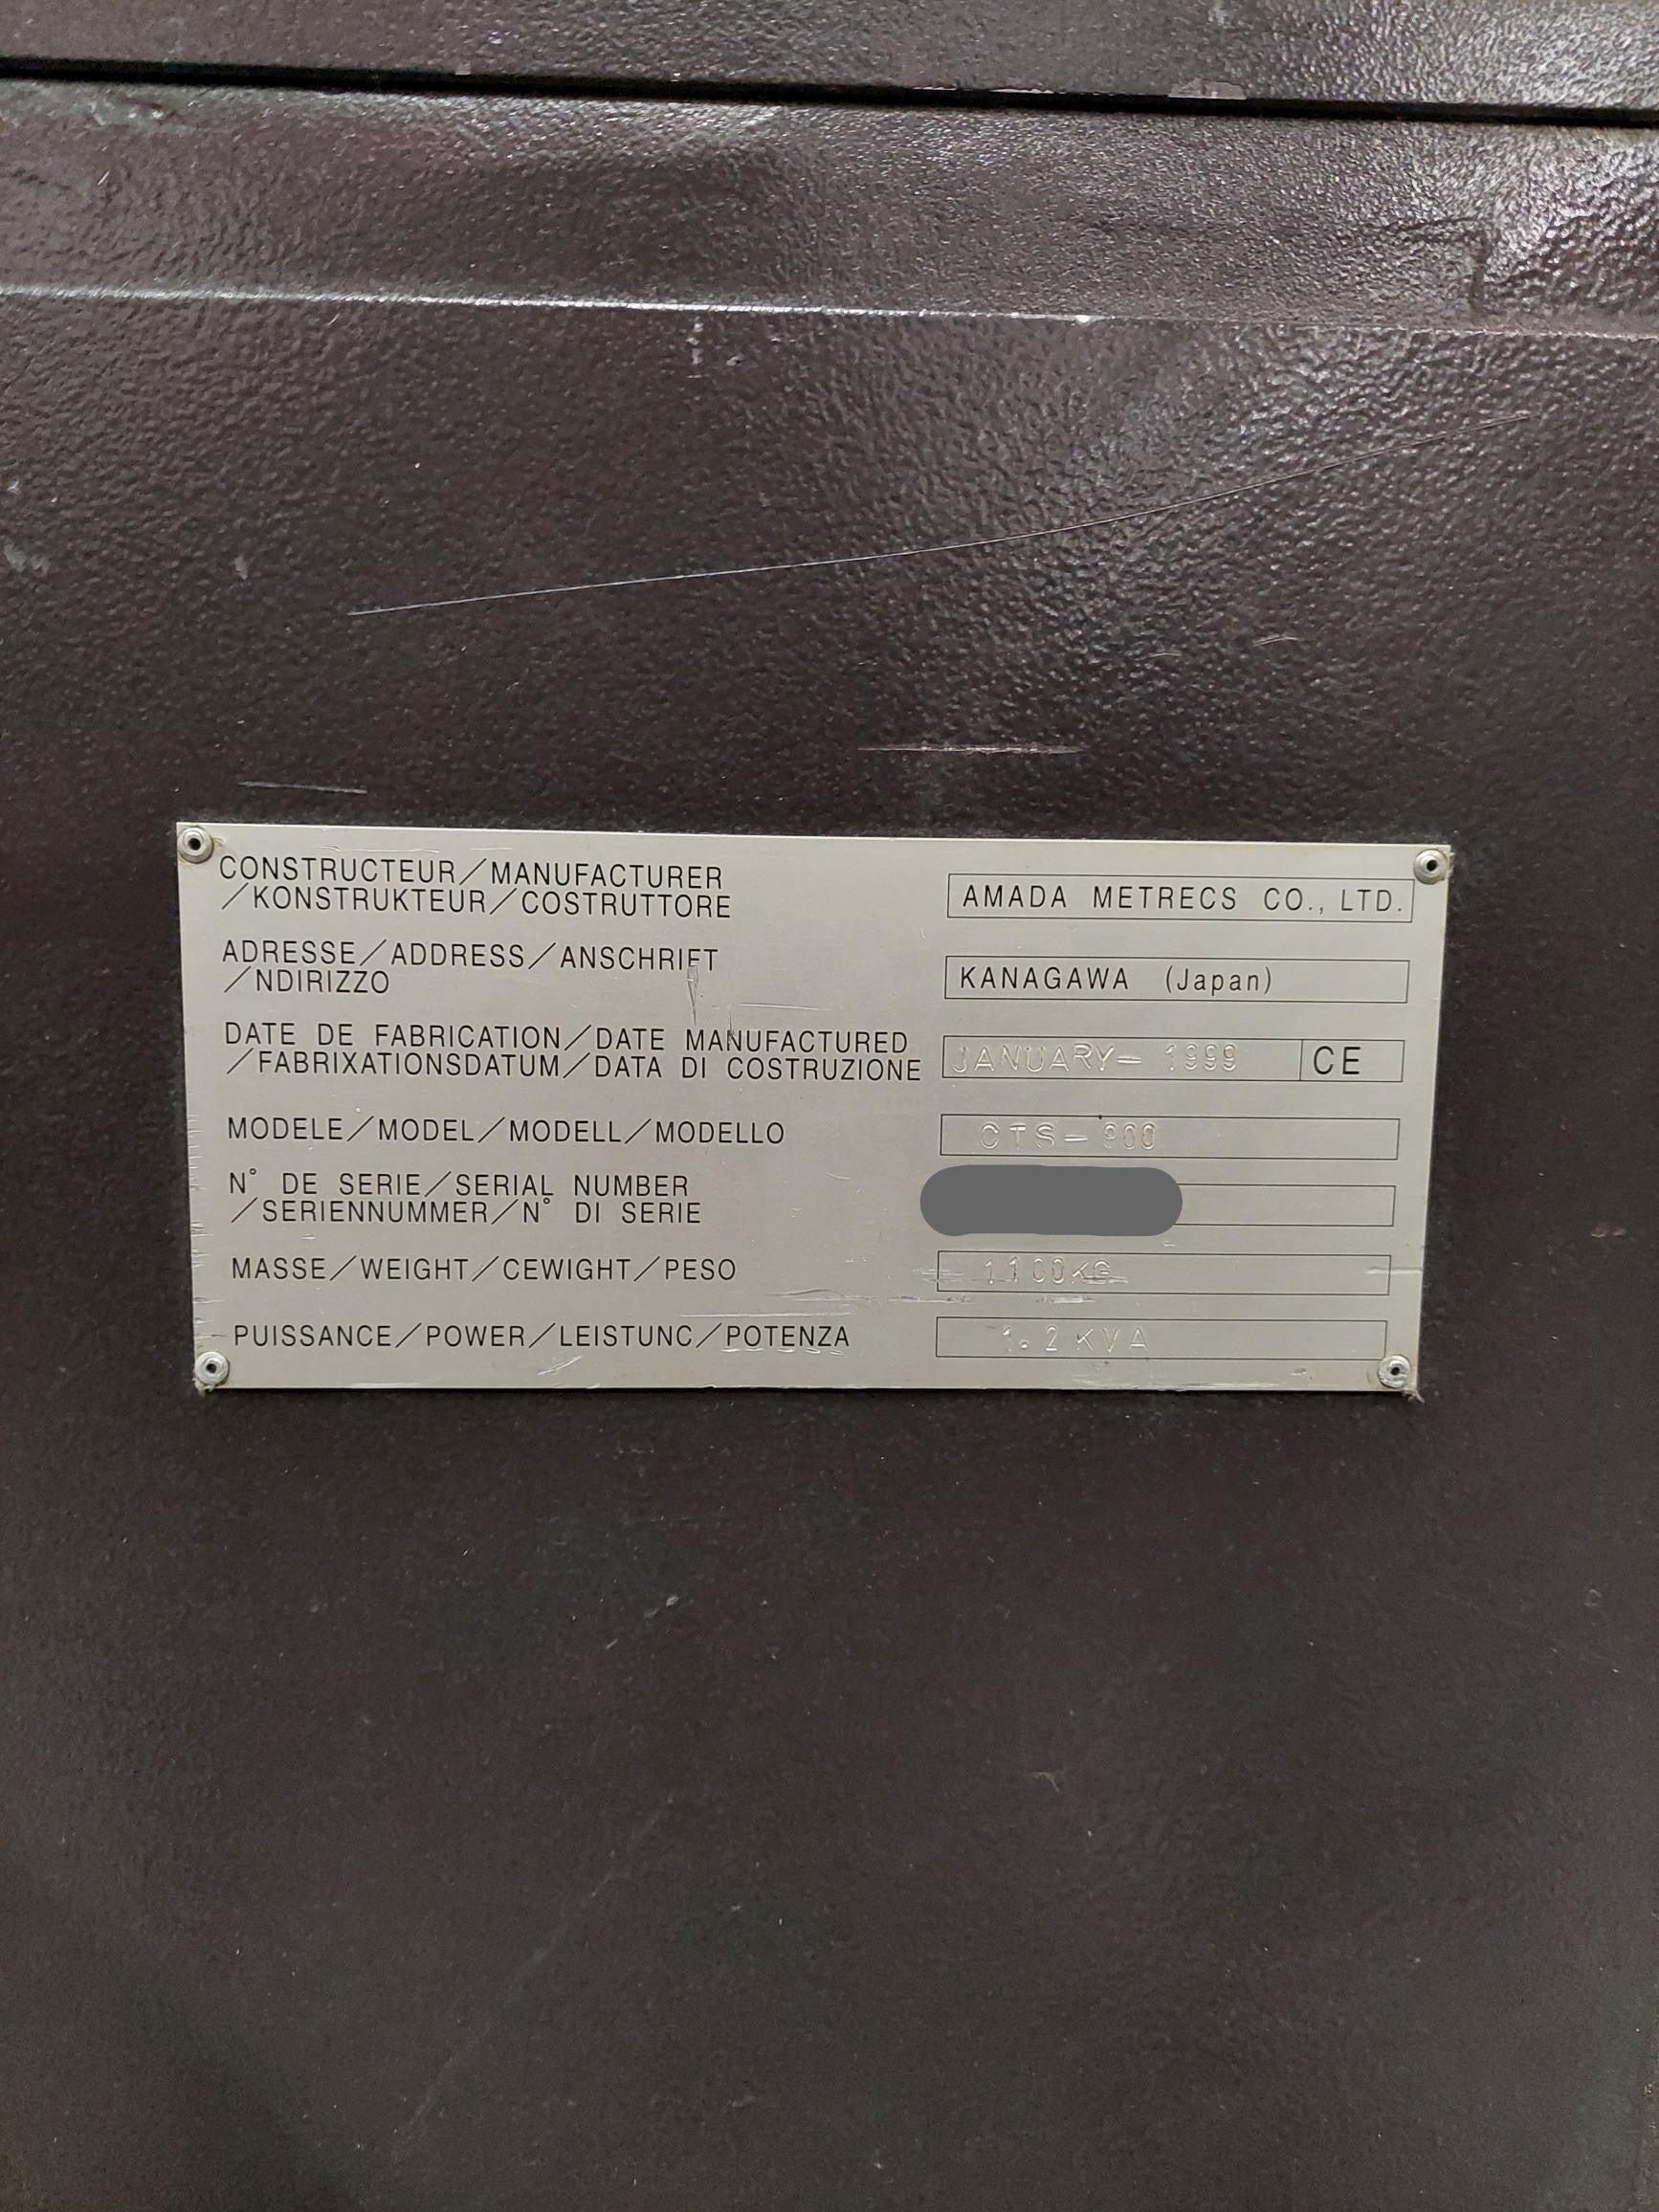 CONSTRUCTEUR/MANUFACTURER
/KONSTRUKTEUR/COSTRUTTORE
AMADA METRECS CO., LTD.
ADRESSE/ADDRESS/ANSCHRIFT
/NDIRIZZO
KANAGAWA (Japan)
DATE DE FABRICATION/DATE MANUFACTURED
/FABRIXATIONSDATUM/DATA DI COSTRUZIONE
JANUARY- 1999 CE
MODELE/MODEL/MODELL/MODELLO
CTS-900
N° DE SERIE/SERIAL NUMBER
/SERIENNUMMER/N° DI SERIE
MASSE/WEIGHT/CEWIGHT/PESO
1100KG
PUISSANCE/POWER/LEISTUNC/POTENZA
1.2KVA